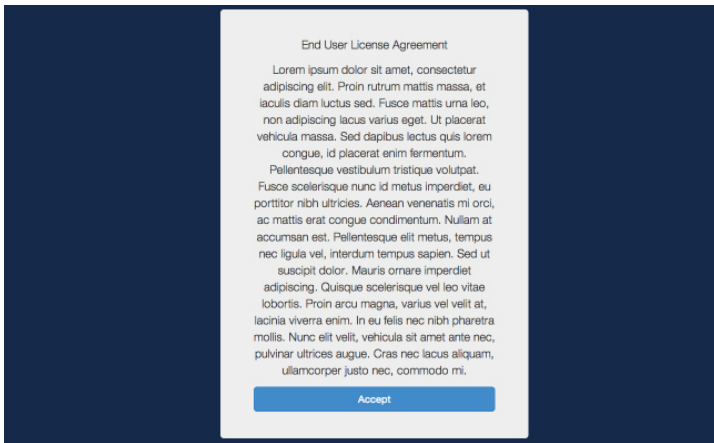 End User License Agreement
Lorem ipsum dolor sit amet, consectetur
adipiscing elit. Proin rutrum mattis massa, et
iaculis diam luctus sed. Fusce mattis urna leo,
non adipiscing lacus varius eget. Ut placerat
vehicula massa. Sed dapibus lectus quis lorem
congue, id placerat enim fermentum.
Pellentesque vestibulum tristique volutpat.
Fusce scelerisque nunc id metus imperdiet, eu
porttitor nibh ultricies. Aenean venenatis mi orci,
ac mattis erat congue condimentum. Nullam at
accumsan est. Pellentesque elit metus, tempus
nec ligula vel, interdum tempus sapien. Sed ut
suscipit dolor. Mauris ornare imperdiet
adipiscing. Quisque scelerisque vel leo vitae
lobortis. Proin arcu magna, varius vel velit at,
lacinia viverra enim. In eu felis nec nibh pharetra
mollis. Nunc elit velit, vehicula sit amet ante nec,
pulvinar ultrices augue. Cras nec lacus aliquam,
ullamcorper justo nec, commodo mi.
Accept